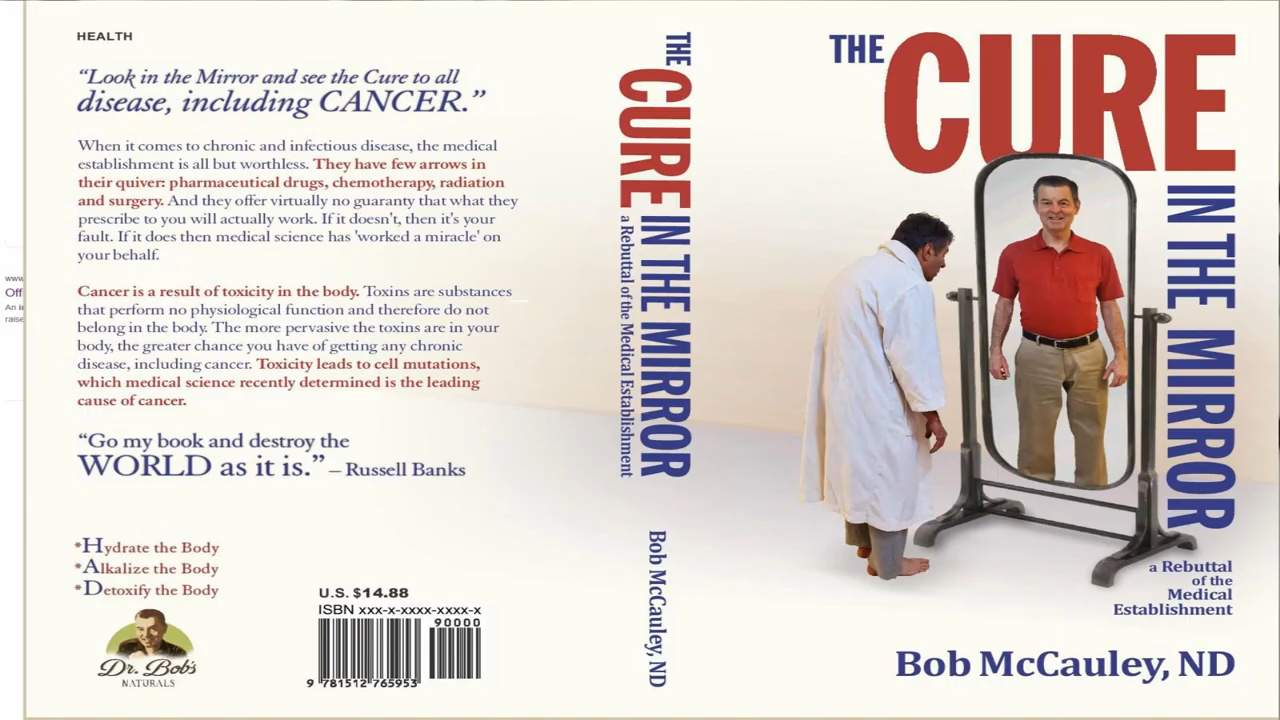 HEALTH
“Look in the Mirror and see the Cure to all
disease, including CANCER.”
When it comes to chronic and infectious disease, the medical
establishment is all but worthless. They have few arrows in
their quiver: pharmaceutical drugs, chemotherapy, radiation
and surgery. And they offer virtually no guaranty that what they
prescribe to you will actually work. If it doesn't, then it's your
fault. If it does then medical science has 'worked a miracle' on
your behalf.
Cancer is a result of toxicity in the body. Toxins are substances
that perform no physiological function and therefore do not
belong in the body. The more pervasive the toxins are in your
body, the greater chance you have of getting any chronic
disease, including cancer. Toxicity leads to cell mutations,
which medical science recently determined is the leading
cause of cancer.
“Go my book and destroy the
WORLD as it is.” – Russell Banks
*Hydrate the Body
*Alkalize the Body
*Detoxify the Body
Dr. Bob's
NATURALS
U.S. $14.88
ISBN xxx-x-xxxx-xxxx-x
90000
9 781512 765953
THE CURE IN THE MIRROR
a Rebuttal of the Medical Establishment
Bob McCauley, ND
THE CURE
IN THE MIRROR
a Rebuttal
of the
Medical
Establishment
Bob McCauley, ND
www
Off
raise